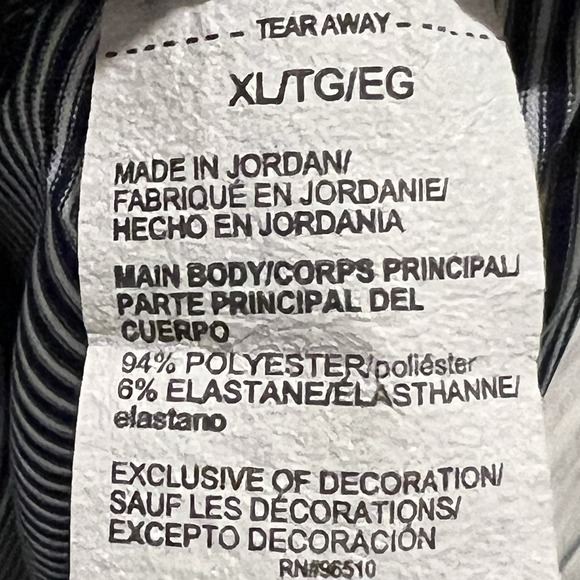 TEAR AWAY
XL/TG/EG
MADE IN JORDAN/
FABRIQUÉ EN JORDANIE/
HECHO EN JORDANIA
MAIN BODY/CORPS PRINCIPAL/
PARTE PRINCIPAL DEL
CUERPO
94% POLYESTER/poliéster
6% ELASTANE/ÉLASTHANNE/
elastano
EXCLUSIVE OF DECORATION/
SAUF LES DÉCORATIONS/
EXCEPTO DECORACIÓN
RN#96510